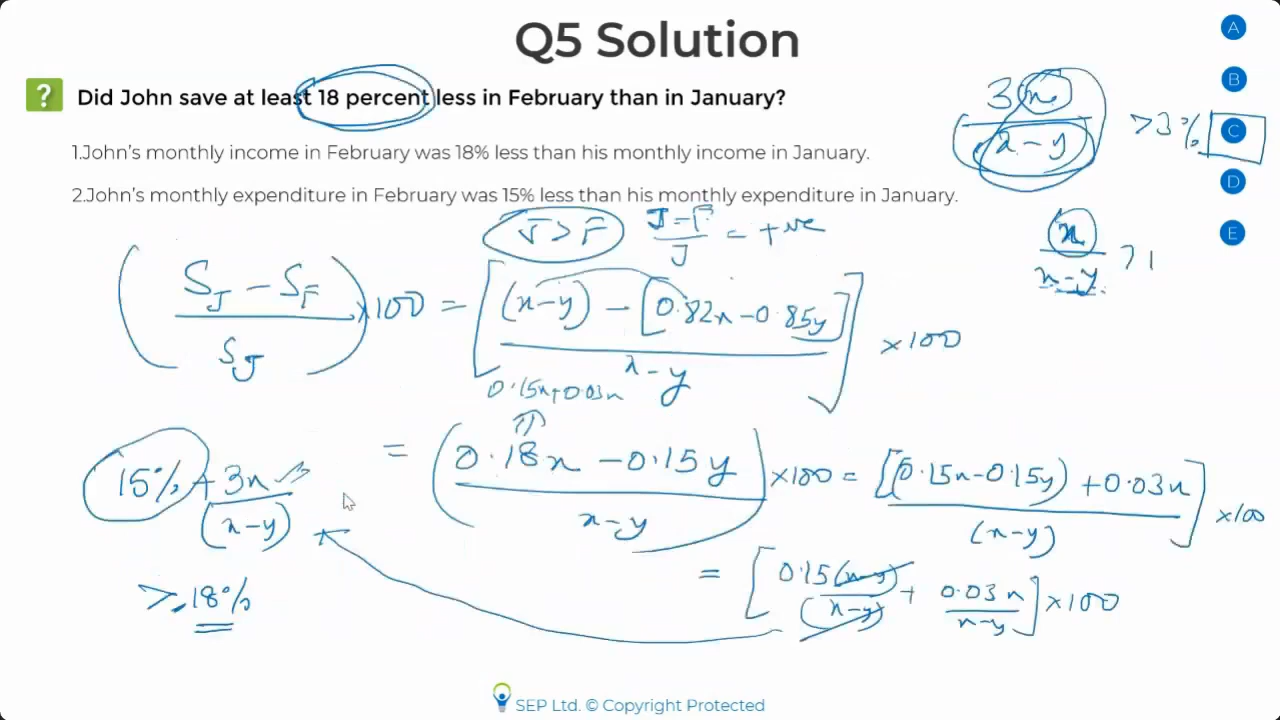 Q5 Solution
A
? Did John save at least 18 percent less in February than in January?
B
3x / (x-y) >3%
C
1.John’s monthly income in February was 18% less than his monthly income in January.
D
2.John’s monthly expenditure in February was 15% less than his monthly expenditure in January.
E
J>F J-F / J = +ve
x / (x-y) >1
(S_J - S_F / S_J) ×100 = [(x-y) - [0.82x-0.85y] / x-y] ×100
0.15x+0.03x
15% + 3x / (x-y)
= (0.18x - 0.15y / x-y) ×100 = [(0.15x-0.15y) + 0.03x / (x-y)] ×100
>18%
= [0.15(x-y) / (x-y) + 0.03x / x-y] ×100
SEP Ltd. © Copyright Protected